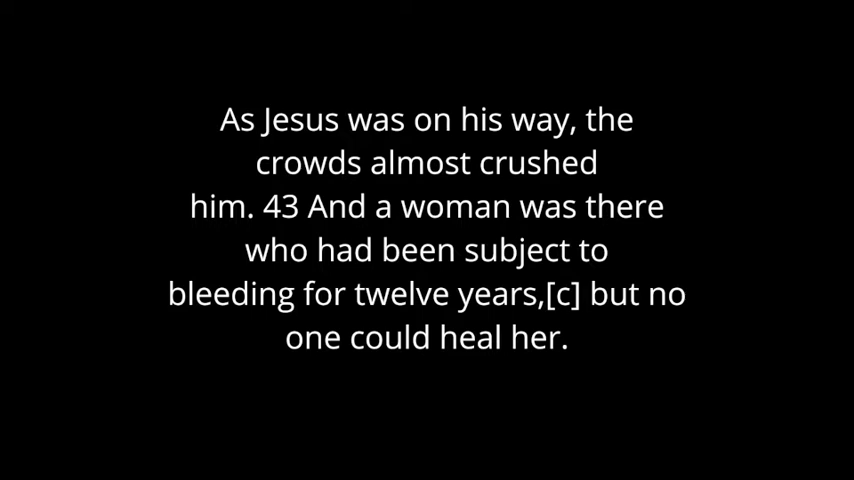 As Jesus was on his way, the
crowds almost crushed
him. 43 And a woman was there
who had been subject to
bleeding for twelve years,[c] but no
one could heal her.